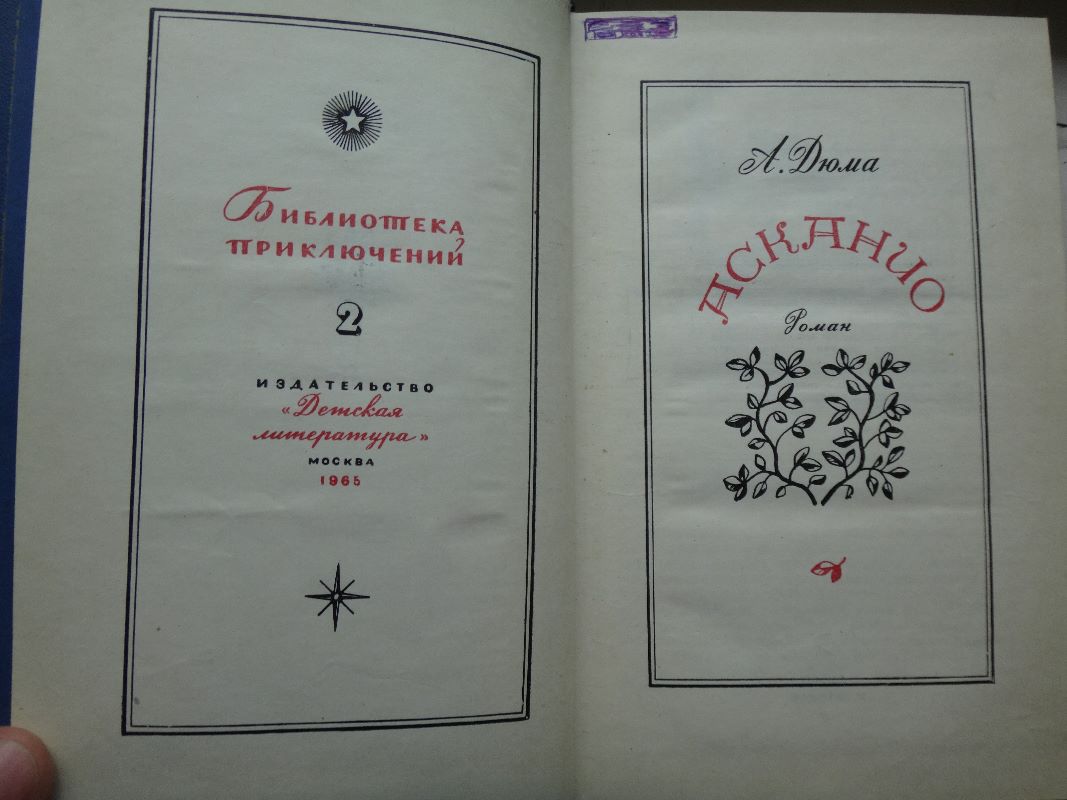 Библиотека
приключений
2
ИЗДАТЕЛЬСТВО
«Детская
литература»
МОСКВА
1965
А. Дюма
АСКАНИО
Роман